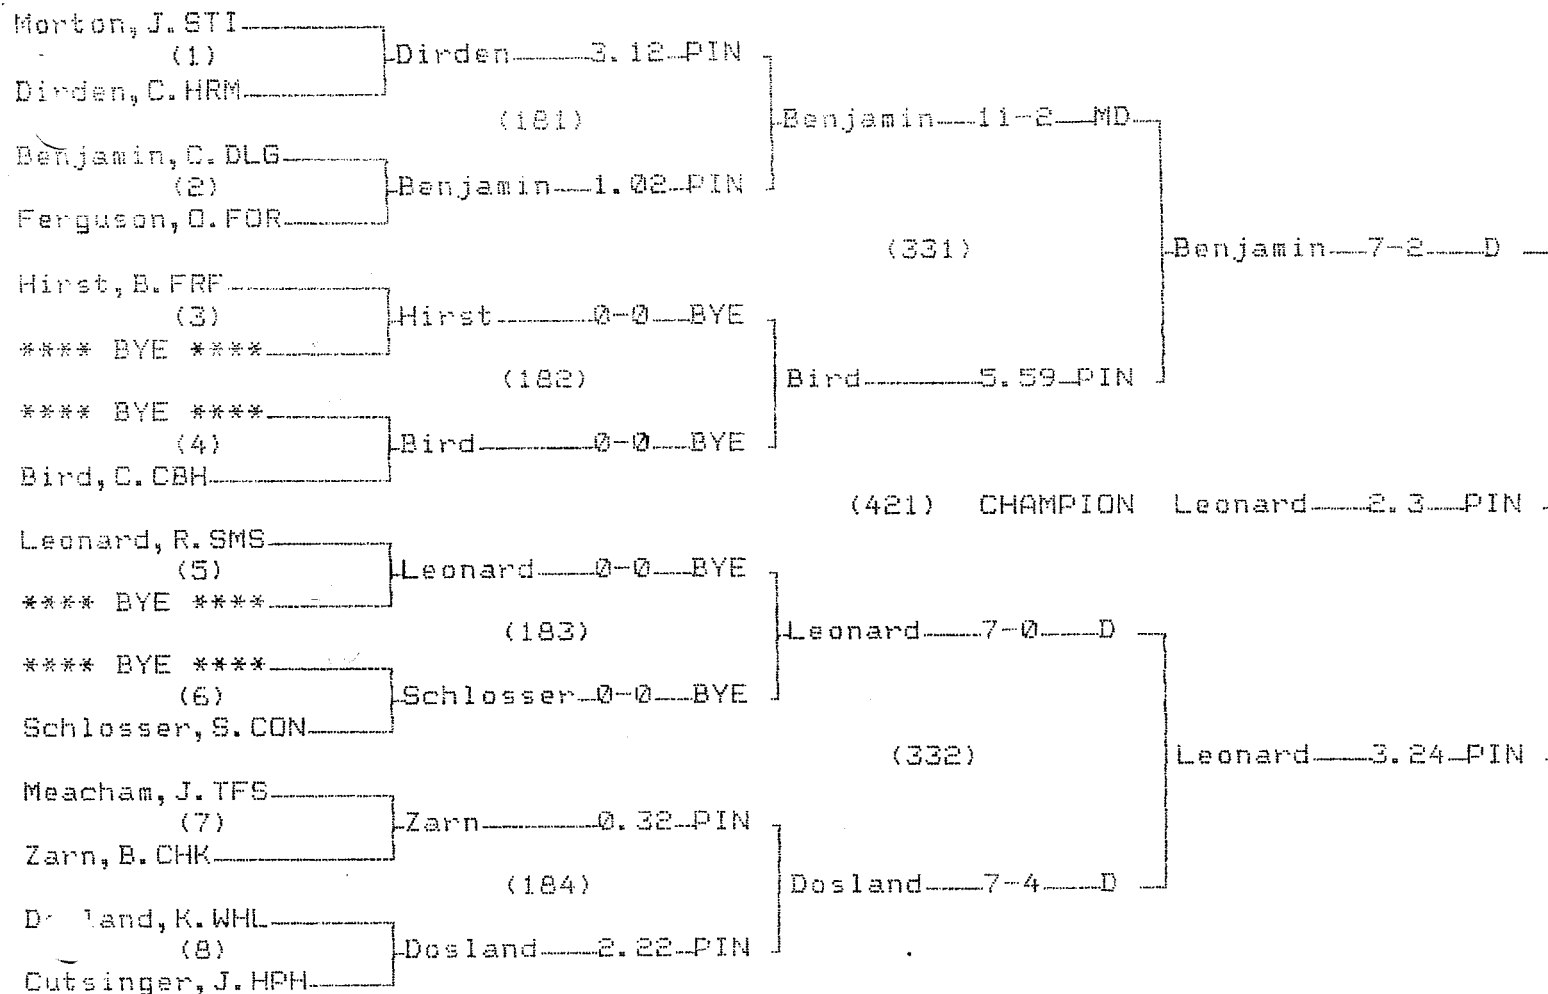 Morton, J. STI
(1) Dirden 3.12 PIN
Dirden, C. HRM
(181) Benjamin 11-2 MD
Benjamin, C. DLG
(2) Benjamin 1.02 PIN
Ferguson, O. FOR
(331) Benjamin 7-2 D
Hirst, B. FRF
(3) Hirst 0-0 BYE
**** BYE ****
(182) Bird 5.59 PIN
**** BYE ****
(4) Bird 0-0 BYE
Bird, C. CBH
(421) CHAMPION Leonard 2.3 PIN
Leonard, R. SMS
(5) Leonard 0-0 BYE
**** BYE ****
(183) Leonard 7-0 D
**** BYE ****
(6) Schlosser 0-0 BYE
Schlosser, S. CON
(332) Leonard 3.24 PIN
Meacham, J. TFS
(7) Zarn 0.32 PIN
Zarn, B. CHK
(184) Dosland 7-4 D
K. WHL
(8) Dosland 2.22 PIN
Cutsinger, J. HPH